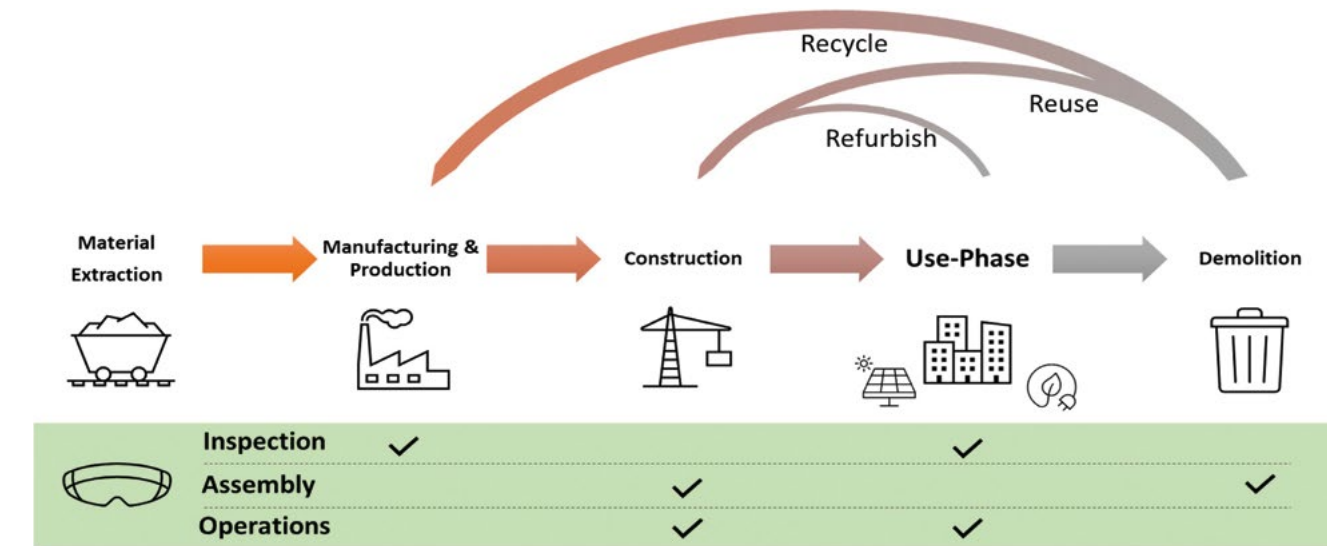 Recycle
Reuse
Refurbish
Material
Extraction
Manufacturing &
Production
Construction
Use-Phase
Demolition
Inspection
Assembly
Operations